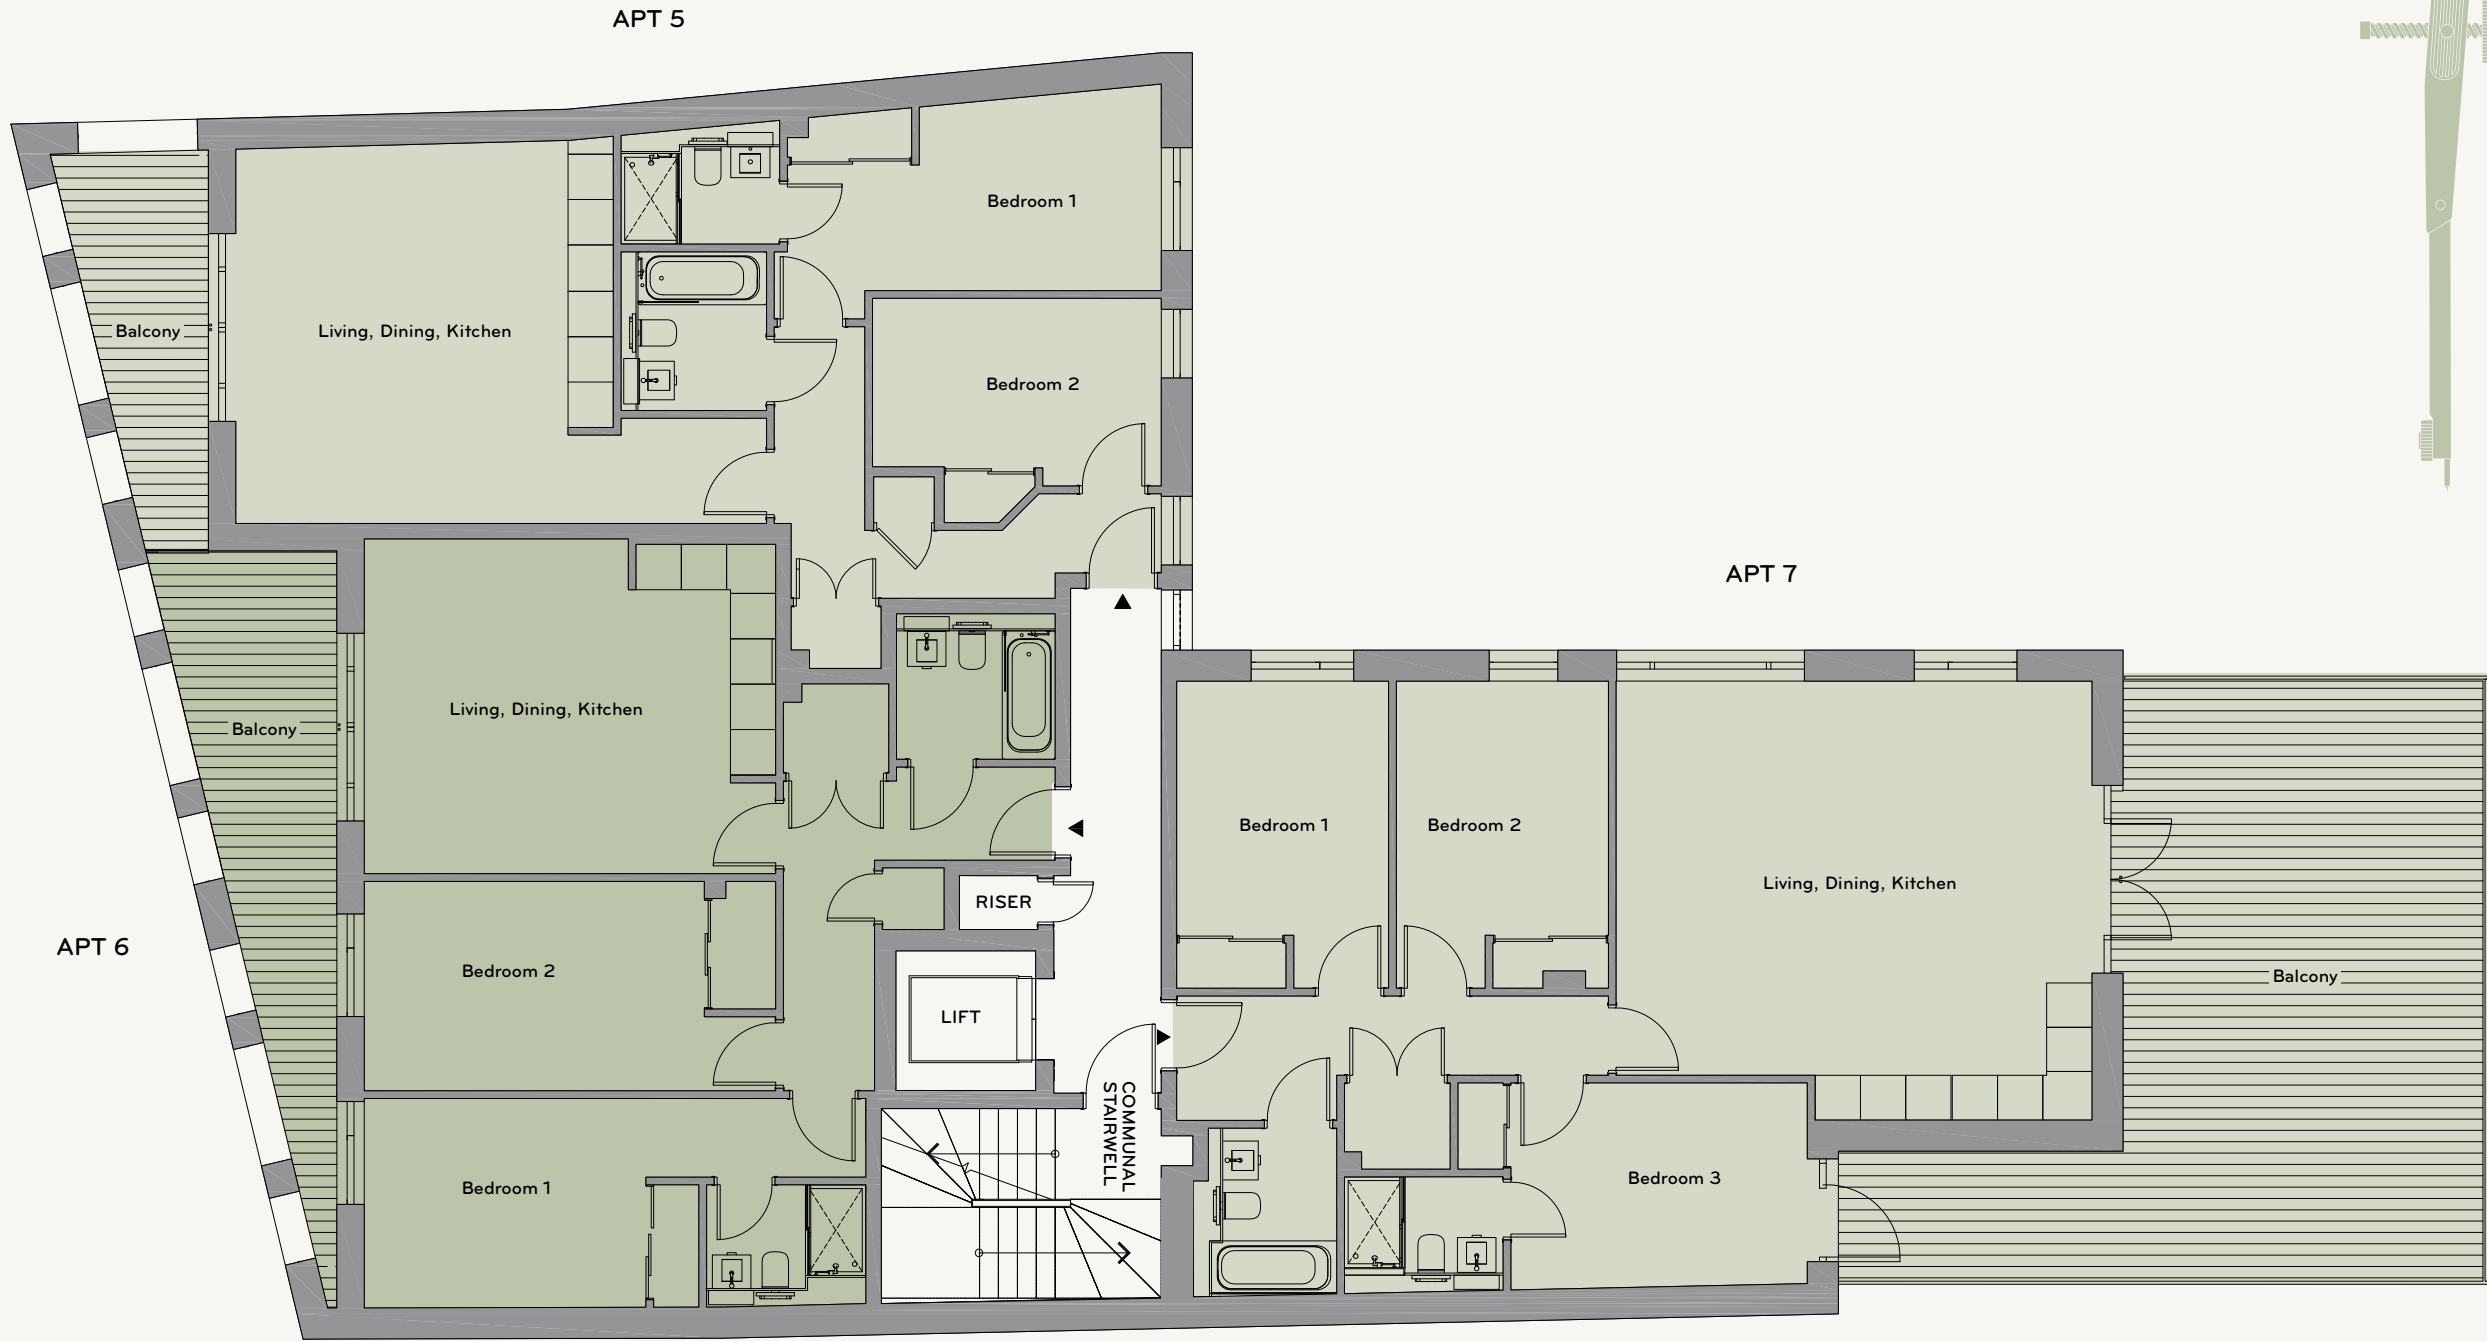 APT 5
Bedroom 1
Balcony
Living, Dining, Kitchen
Bedroom 2
APT 7
Living, Dining, Kitchen
Balcony
Bedroom 1
Bedroom 2
Living, Dining, Kitchen
RISER
APT 6
Bedroom 2
Balcony
LIFT
COMMUNAL
STAIRWELL
Bedroom 3
Bedroom 1